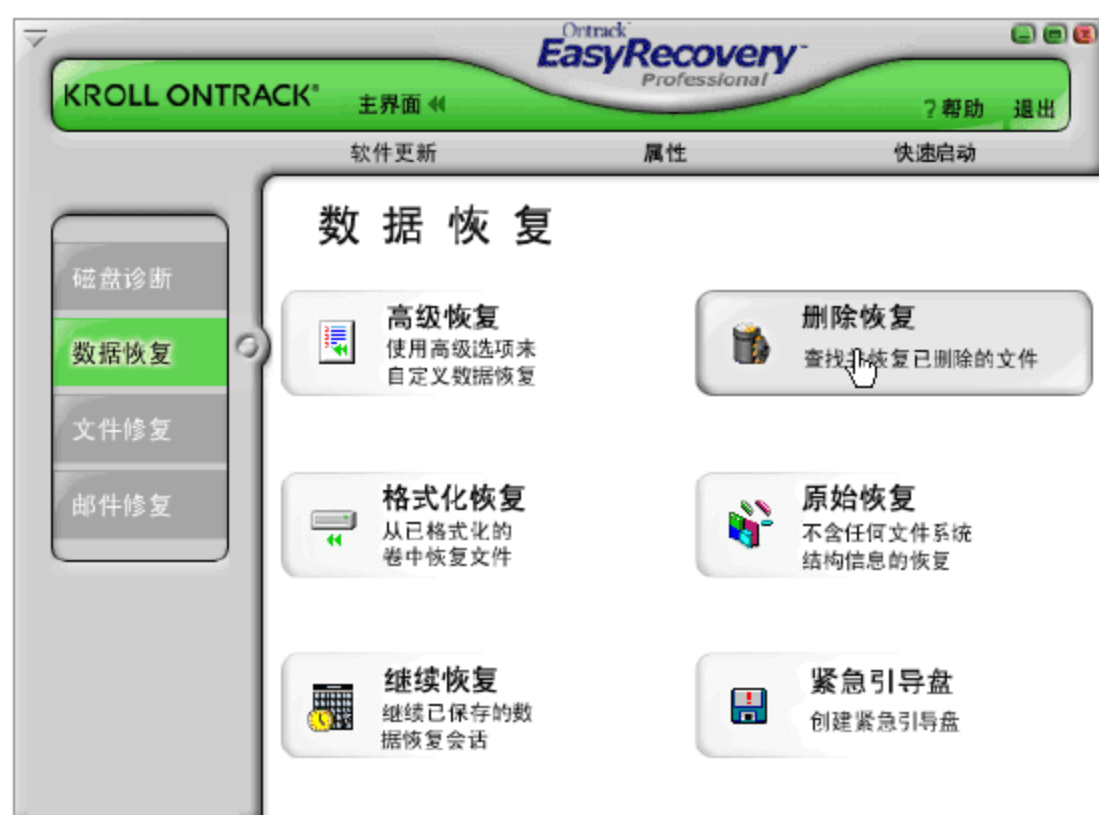 Ontrack
EasyRecovery™
Professional
KROLL ONTRACK®
主界面
?帮助 退出
软件更新 属性 快速启动
数据恢复
磁盘诊断
数据恢复
文件修复
邮件修复
高级恢复
使用高级选项来
自定义数据恢复
删除恢复
查找并恢复已删除的文件
格式化恢复
从已格式化的
卷中恢复文件
原始恢复
不含任何文件系统
结构信息的恢复
继续恢复
继续已保存的数
据恢复会话
紧急引导盘
创建紧急引导盘